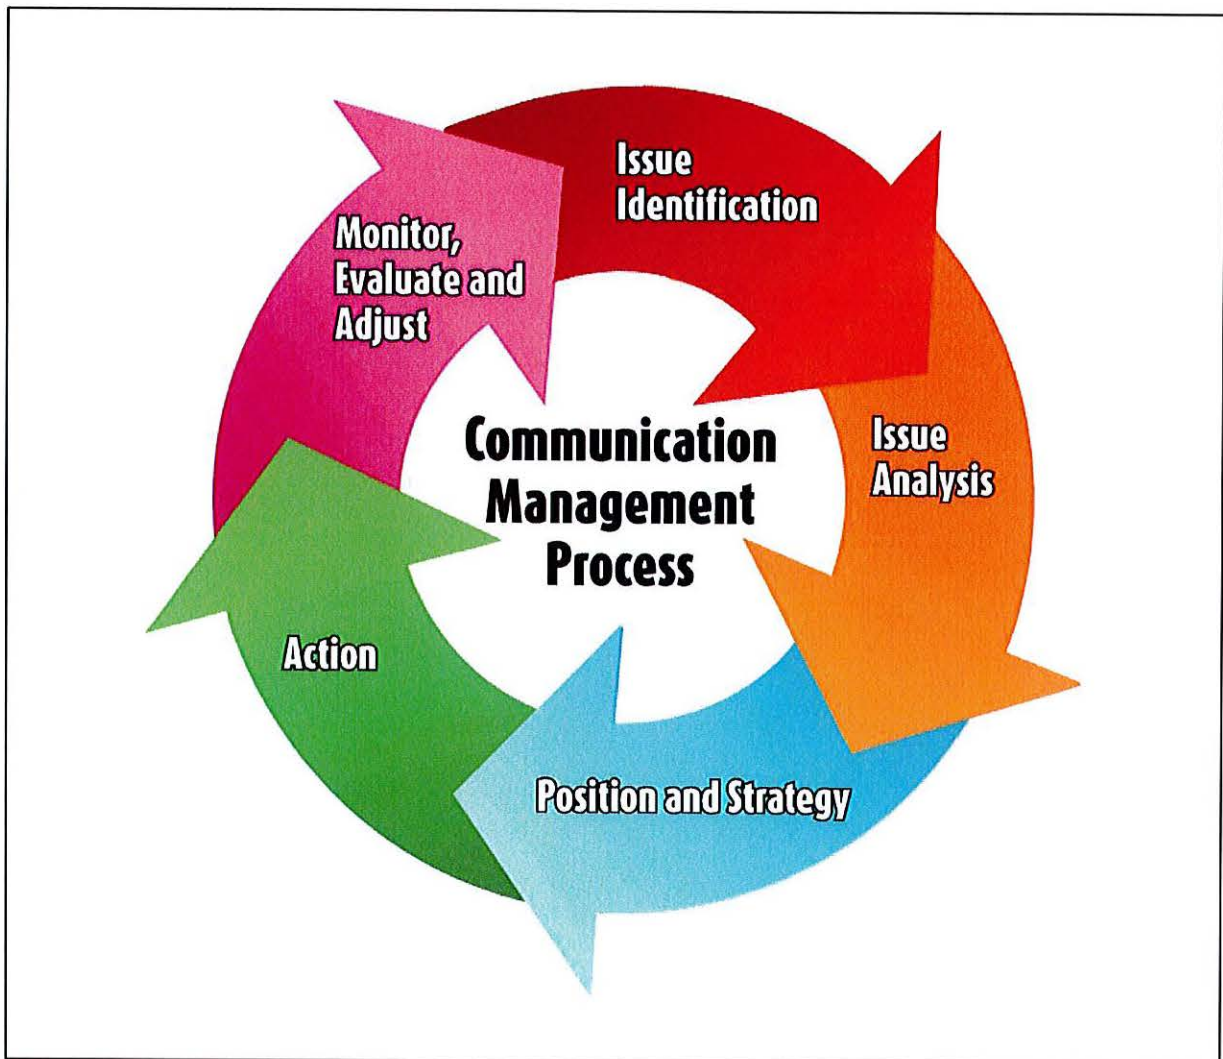 Issue
Identification
Issue
Analysis
Position and Strategy
Action
Monitor,
Evaluate and
Adjust
Communication
Management
Process